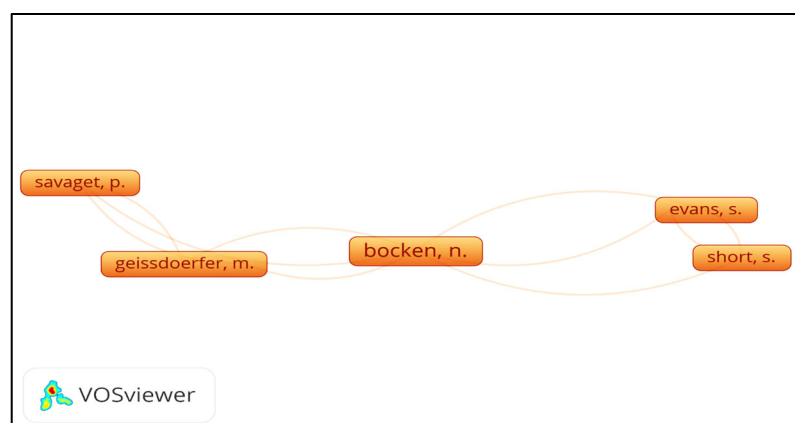 savaget, p.
evans, s.
bocken, n.
short, s.
geissdoerfer, m.
VOSviewer